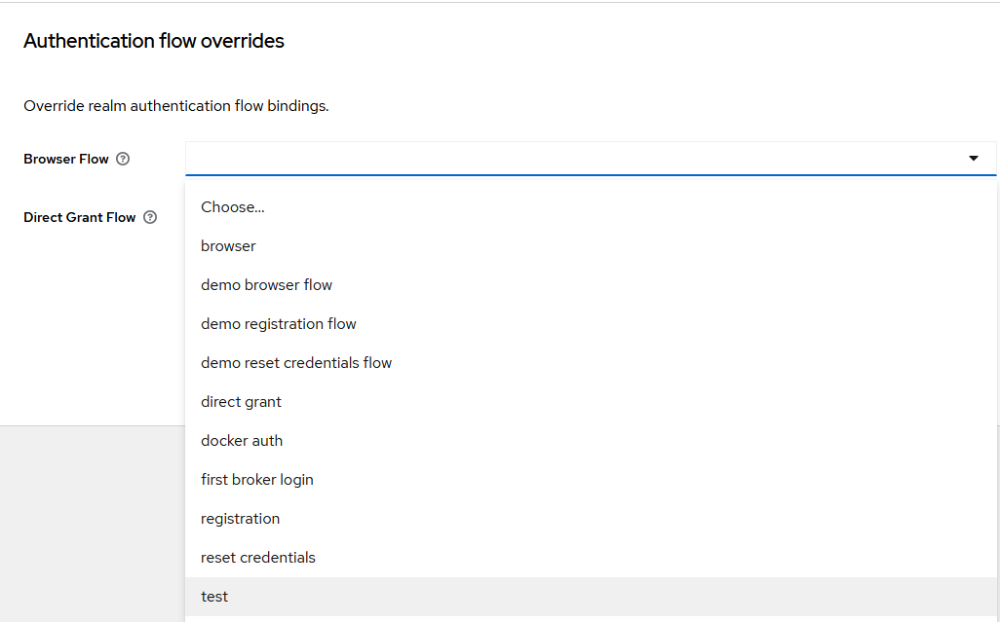 Authentication flow overrides
Override realm authentication flow bindings.
Browser Flow
Direct Grant Flow
Choose...
browser
demo browser flow
demo registration flow
demo reset credentials flow
direct grant
docker auth
first broker login
registration
reset credentials
test